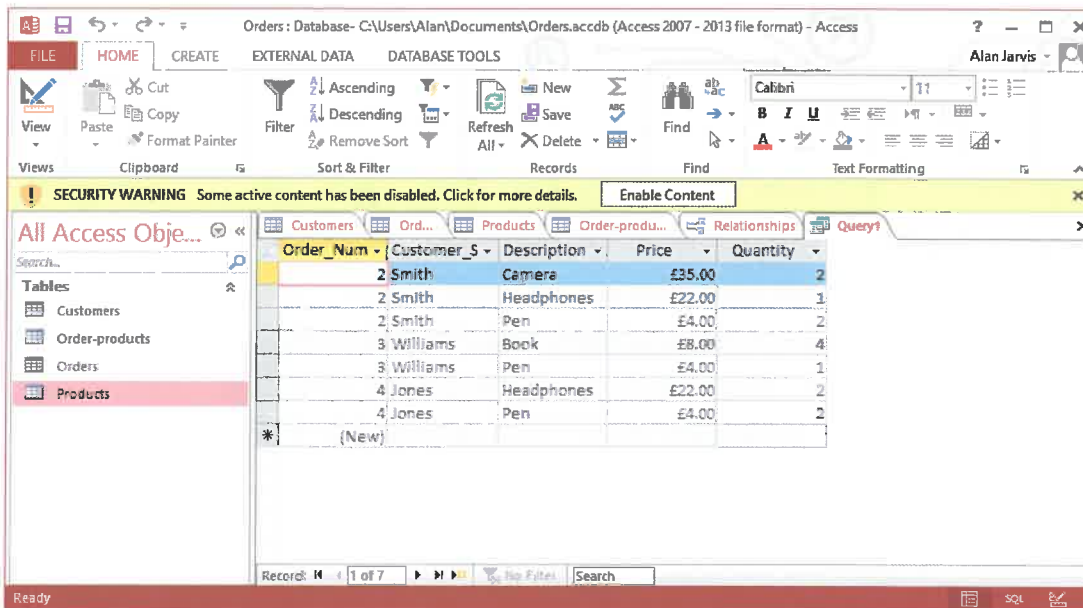 Orders : Database- C:\Users\Alan\Documents\Orders.accdb (Access 2007 - 2013 file format) - Access
FILE HOME CREATE EXTERNAL DATA DATABASE TOOLS Alan Jarvis
View Paste Cut Copy Format Painter
Filter Ascending Descending Remove Sort
Refresh All New Save Delete
Find
Calibri 11
B I U
Views Clipboard Sort & Filter Records Find Text Formatting
SECURITY WARNING Some active content has been disabled. Click for more details. Enable Content
All Access Obje...
Search...
Tables
Customers
Order-products
Orders
Products
Customers Ord... Products Order-produ... Relationships Query1
Order_Num Customer_S Description Price Quantity
2 Smith Camera £35.00 2
2 Smith Headphones £22.00 1
2 Smith Pen £4.00 2
3 Williams Book £8.00 4
3 Williams Pen £4.00 1
4 Jones Headphones £22.00 2
4 Jones Pen £4.00 2
(New)
Record: 1 of 7 No Filter Search
Ready SQL